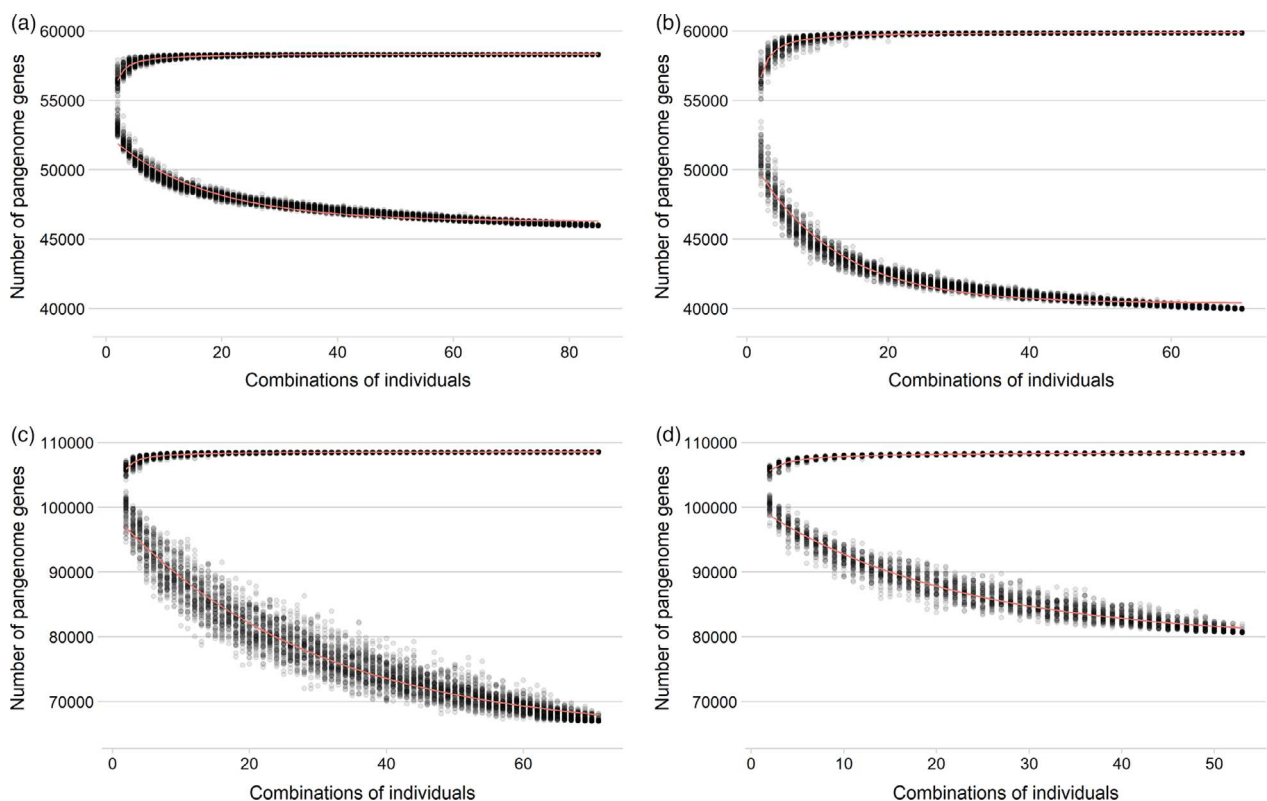 (a)
60000
55000
50000
45000
40000
Number of pangenome genes
0 20 40 60 80
Combinations of individuals
(b)
60000
55000
50000
45000
40000
Number of pangenome genes
0 20 40 60
Combinations of individuals
(c)
110000
100000
90000
80000
70000
Number of pangenome genes
0 20 40 60
Combinations of individuals
(d)
110000
100000
90000
80000
70000
Number of pangenome genes
0 10 20 30 40 50
Combinations of individuals